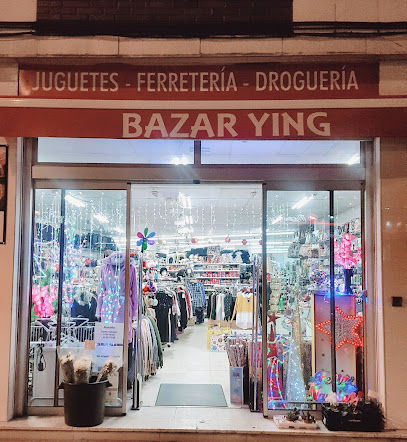 JUGUETES - FERRETERÍA - DROGUERÍA
BAZAR YING